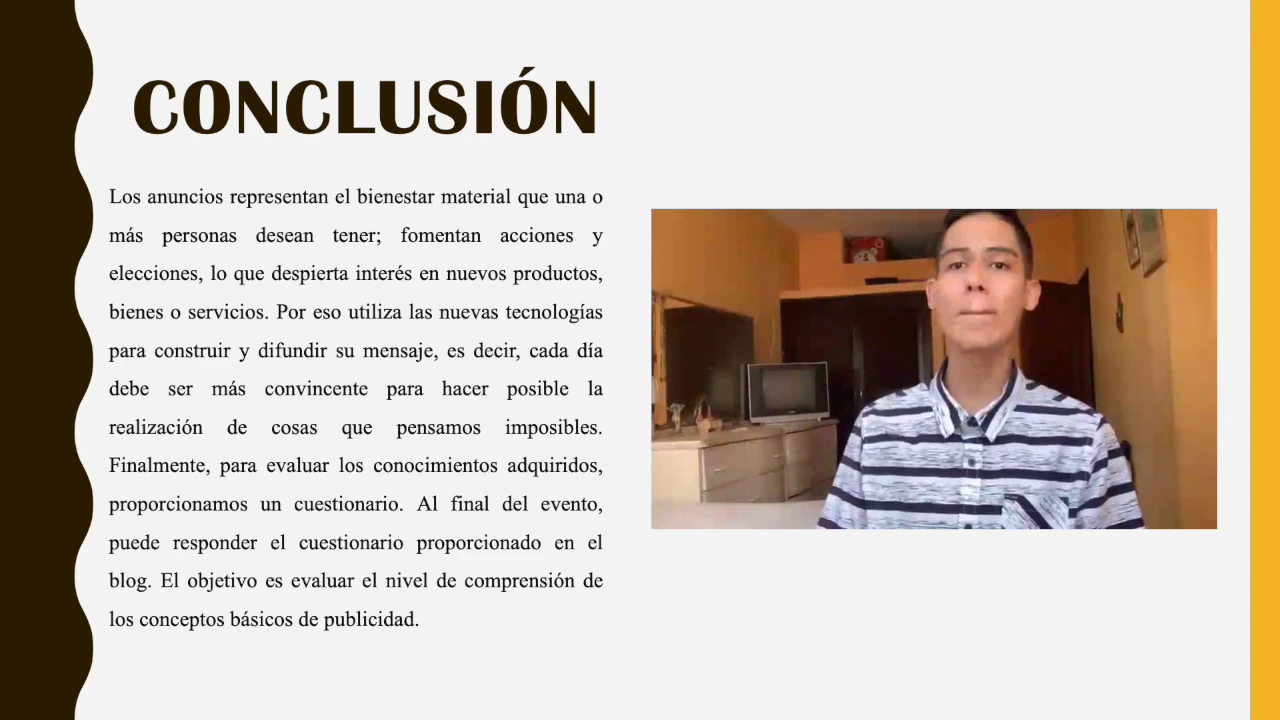 CONCLUSIÓN
Los anuncios representan el bienestar material que una o
más personas desean tener; fomentan acciones y
elecciones, lo que despierta interés en nuevos productos,
bienes o servicios. Por eso utiliza las nuevas tecnologías
para construir y difundir su mensaje, es decir, cada día
debe ser más convincente para hacer posible la
realización de cosas que pensamos imposibles.
Finalmente, para evaluar los conocimientos adquiridos,
proporcionamos un cuestionario. Al final del evento,
puede responder el cuestionario proporcionado en el
blog. El objetivo es evaluar el nivel de comprensión de
los conceptos básicos de publicidad.